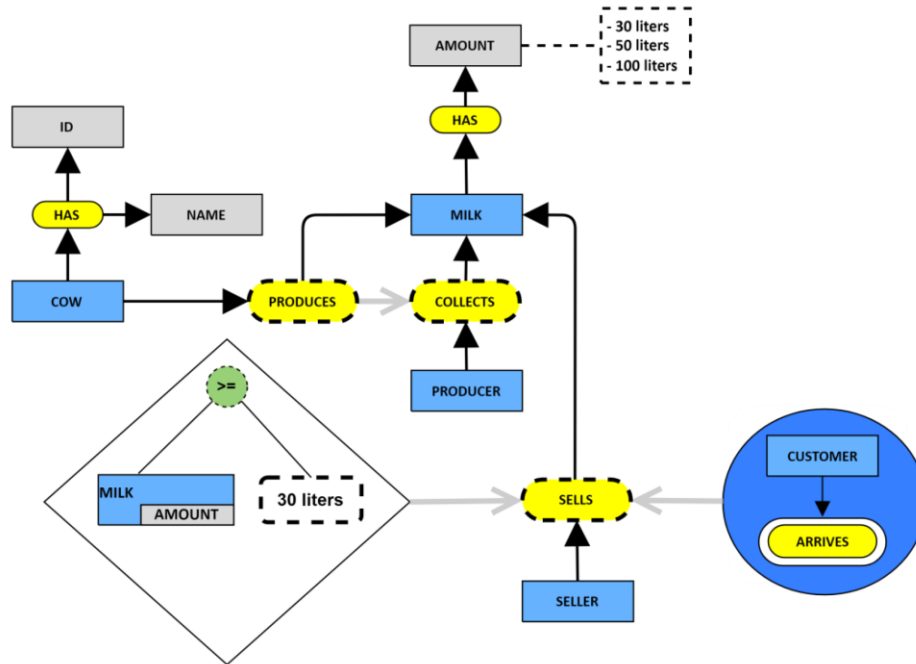 AMOUNT
- 30 liters
- 50 liters
- 100 liters
HAS
ID
HAS
NAME
MILK
COW
PRODUCES
COLLECTS
PRODUCER
>=
MILK
AMOUNT
30 liters
SELLS
CUSTOMER
ARRIVES
SELLER